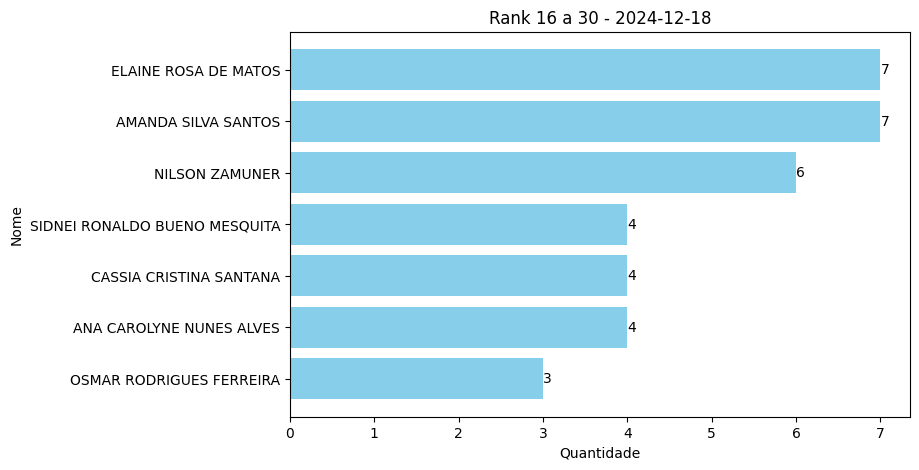 Rank 16 a 30 - 2024-12-18
Nome
ELAINE ROSA DE MATOS 7
AMANDA SILVA SANTOS 7
NILSON ZAMUNER 6
SIDNEI RONALDO BUENO MESQUITA 4
CASSIA CRISTINA SANTANA 4
ANA CAROLYNE NUNES ALVES 4
OSMAR RODRIGUES FERREIRA 3
0 1 2 3 4 5 6 7
Quantidade